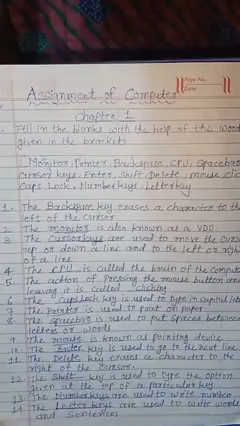 Page No.
Date
Assignment of Computer
Chapter: 1
Fill in the blanks with the help of the word
given in the brackets
Monitor, Printer, Backspace, CPU, Spacebar
cursor keys, Enter, Shift, Delete, mouse, clic
Caps Lock, Number keys, Letter key
1. The Backspace key erases a character to the
left of the cursor
2 The monitor is also known as a VDU
3 The Cursor keys are used to move the curso
up or down a line and to the left or right
of a line
4 The CPU is called the brain of the compute
5 The action of pressing the mouse button and
leaving it is called clicking
6 The CapsLock key is used to type in capital let
7 The Printer is used to print on paper
8 The spacebar is used to put spaces between
letters or words
9 The mouse is known as pointing device
10 The Enter key is used to go to the next line
11 The Delete key erases a character to the
right of the cursor.
12 The Shift key is used to type the option
given at the top of a particular key
13 The Number keys are used to write number
14 The Letter keys are used to write words
and Sentences